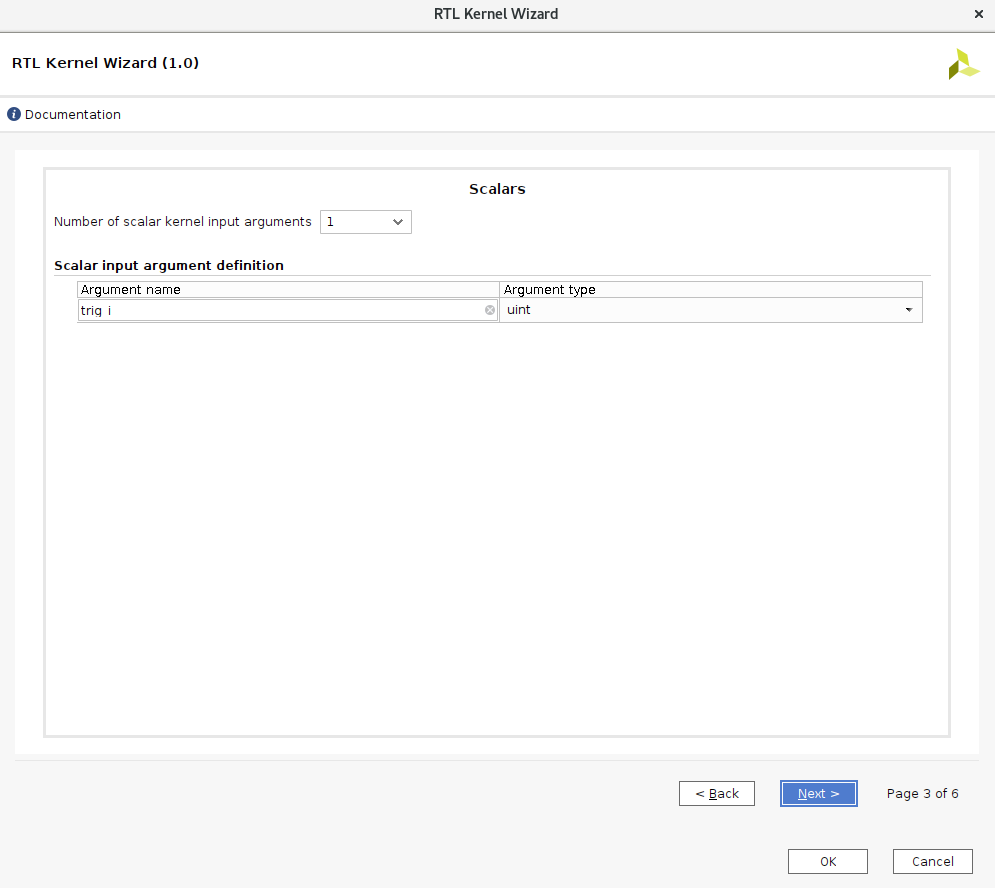 RTL Kernel Wizard
RTL Kernel Wizard (1.0)
Documentation
Scalars
Number of scalar kernel input arguments 1
Scalar input argument definition
Argument name Argument type
trig_i uint
< Back Next > Page 3 of 6
OK Cancel